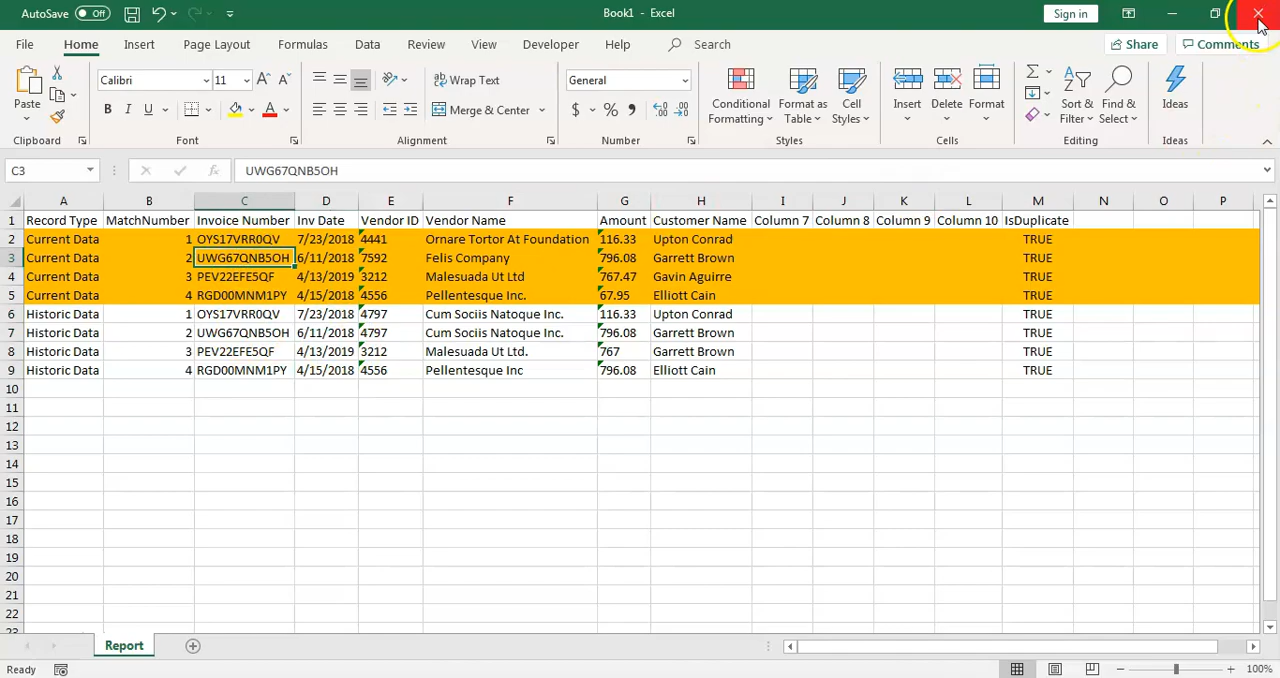 AutoSave Off Book1 - Excel Sign in
File Home Insert Page Layout Formulas Data Review View Developer Help Search Share Comments
Calibri 11 Wrap Text General
Paste B I U Merge & Center $ % Conditional Formatting Format as Table Cell Styles Insert Delete Format Sort & Filter Find & Select Ideas
Clipboard Font Alignment Number Styles Cells Editing Ideas
C3 fx UWG67QNB5OH
A B C D E F G H I J K L M N O P
1 Record Type MatchNumber Invoice Number Inv Date Vendor ID Vendor Name Amount Customer Name Column 7 Column 8 Column 9 Column 10 IsDuplicate
2 Current Data 1 OYS17VRR0QV 7/23/2018 4441 Ornare Tortor At Foundation 116.33 Upton Conrad TRUE
3 Current Data 2 UWG67QNB5OH 6/11/2018 7592 Felis Company 796.08 Garrett Brown TRUE
4 Current Data 3 PEV22EFE5QF 4/13/2019 3212 Malesuada Ut Ltd 767.47 Gavin Aguirre TRUE
5 Current Data 4 RGD00MNM1PY 4/15/2018 4556 Pellentesque Inc. 67.95 Elliott Cain TRUE
6 Historic Data 1 OYS17VRR0QV 7/23/2018 4797 Cum Sociis Natoque Inc. 116.33 Upton Conrad TRUE
7 Historic Data 2 UWG67QNB5OH 6/11/2018 4797 Cum Sociis Natoque Inc. 796.08 Garrett Brown TRUE
8 Historic Data 3 PEV22EFE5QF 4/13/2019 3212 Malesuada Ut Ltd. 767 Garrett Brown TRUE
9 Historic Data 4 RGD00MNM1PY 4/15/2018 4556 Pellentesque Inc 796.08 Elliott Cain TRUE
10
11
12
13
14
15
16
17
18
19
20
21
22
23
Report
Ready 100%